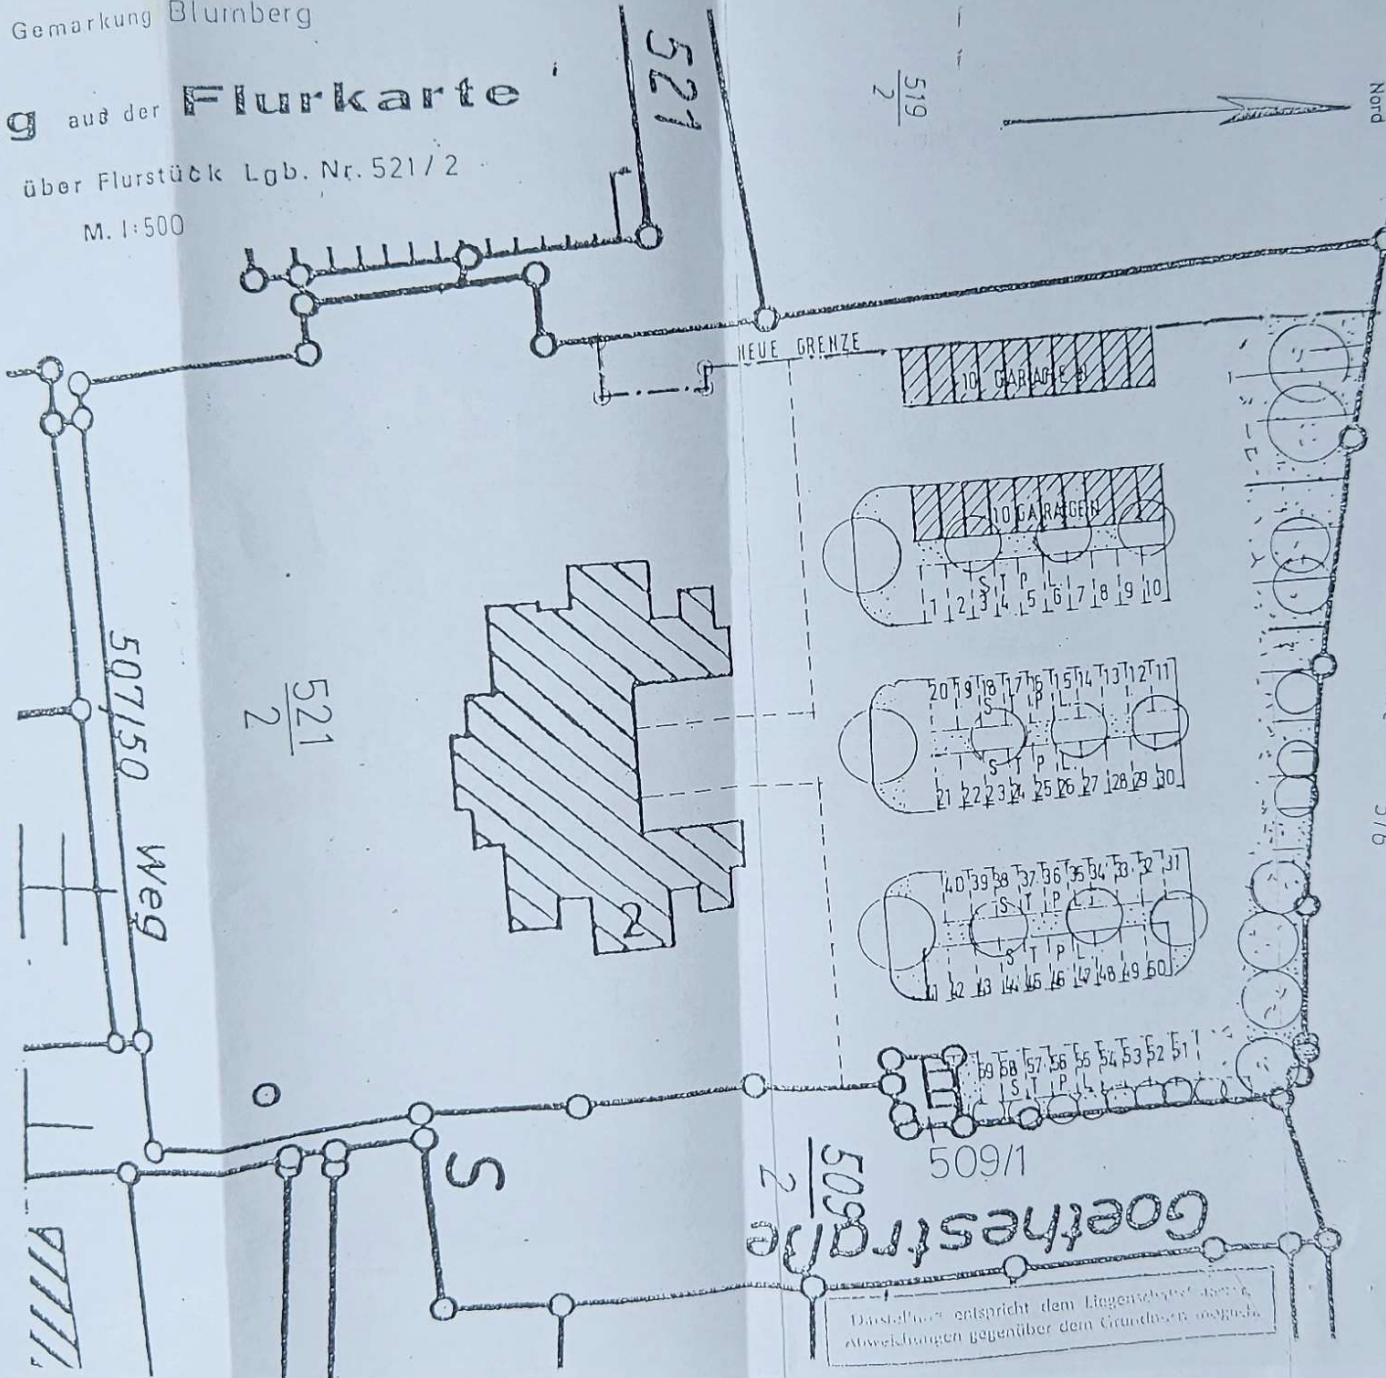 Gemarkung Blumberg
g aus der Flurkarte
über Flurstück Lgb. Nr. 521/2
M. 1:500
521
519
2
Nord
NEUE GRENZE
10 GARAGEN
10 GARAGEN
S T P L
1 2 3 4 5 6 7 8 9 10
20 19 18 17 16 15 14 13 12 11
S T P L
S T P L
21 22 23 24 25 26 27 28 29 30
507/50 Weg
521
2
2
40 39 38 37 36 35 34 33 32 31
S T P L
S T P L
41 42 43 44 45 46 47 48 49 50
59 58 57 56 55 54 53 52 51
S T P L
S
509/1
509
2
Goethestraße
entspricht dem
Abweichungen gegenüber dem